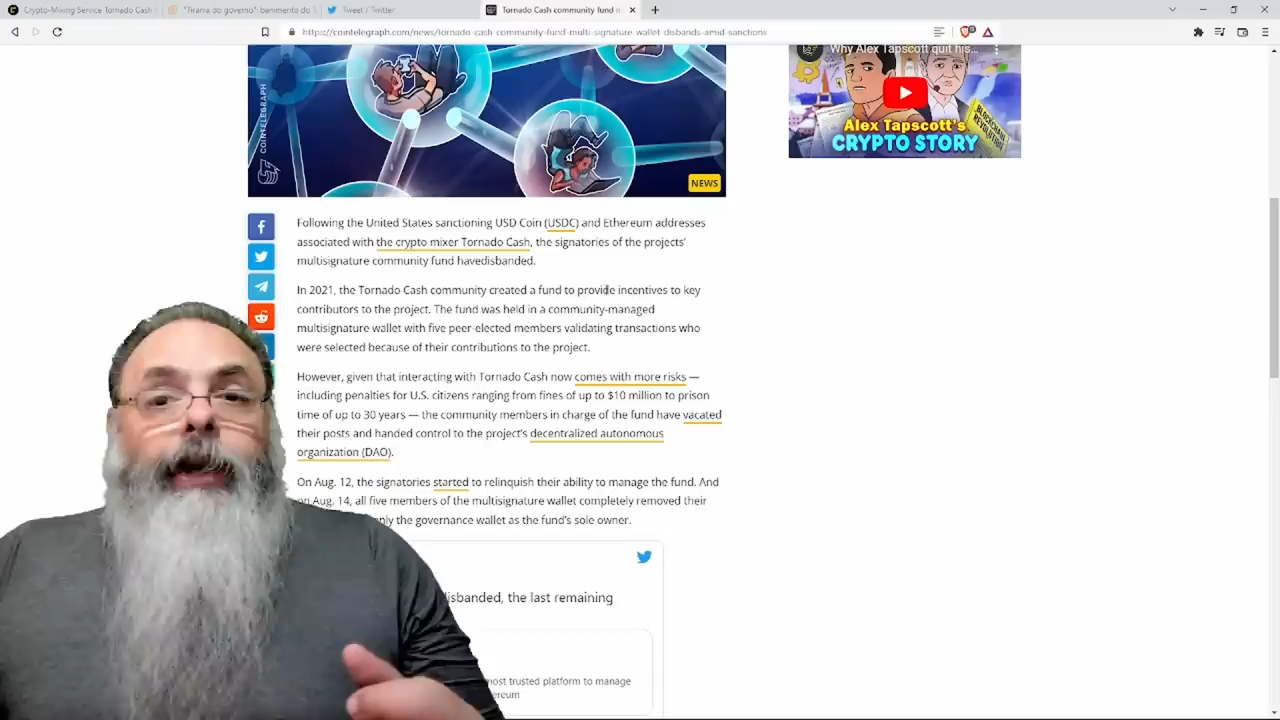 Crypto-Mixing Service Tornado Cash
"Tirania do governo": banimento do
Tweet / Twitter
Tornado Cash community fund
https://cointelegraph.com/news/tornado-cash-community-fund-multi-signature-wallet-disbands-amid-sanctions
COINTELEGRAPH
NEWS
Why Alex Tapscott quit his...
BLOCKCHAIN
REVOLUTION
Alex Tapscott's
CRYPTO STORY
Following the United States sanctioning USD Coin (USDC) and Ethereum addresses
associated with the crypto mixer Tornado Cash, the signatories of the projects'
multisignature community fund havedisbanded.
In 2021, the Tornado Cash community created a fund to provide incentives to key
contributors to the project. The fund was held in a community-managed
multisignature wallet with five peer-elected members validating transactions who
were selected because of their contributions to the project.
However, given that interacting with Tornado Cash now comes with more risks —
including penalties for U.S. citizens ranging from fines of up to $10 million to prison
time of up to 30 years — the community members in charge of the fund have vacated
their posts and handed control to the project's decentralized autonomous
organization (DAO).
On Aug. 12, the signatories started to relinquish their ability to manage the fund. And
on Aug. 14, all five members of the multisignature wallet completely removed their
only the governance wallet as the fund's sole owner.
disbanded, the last remaining
most trusted platform to manage